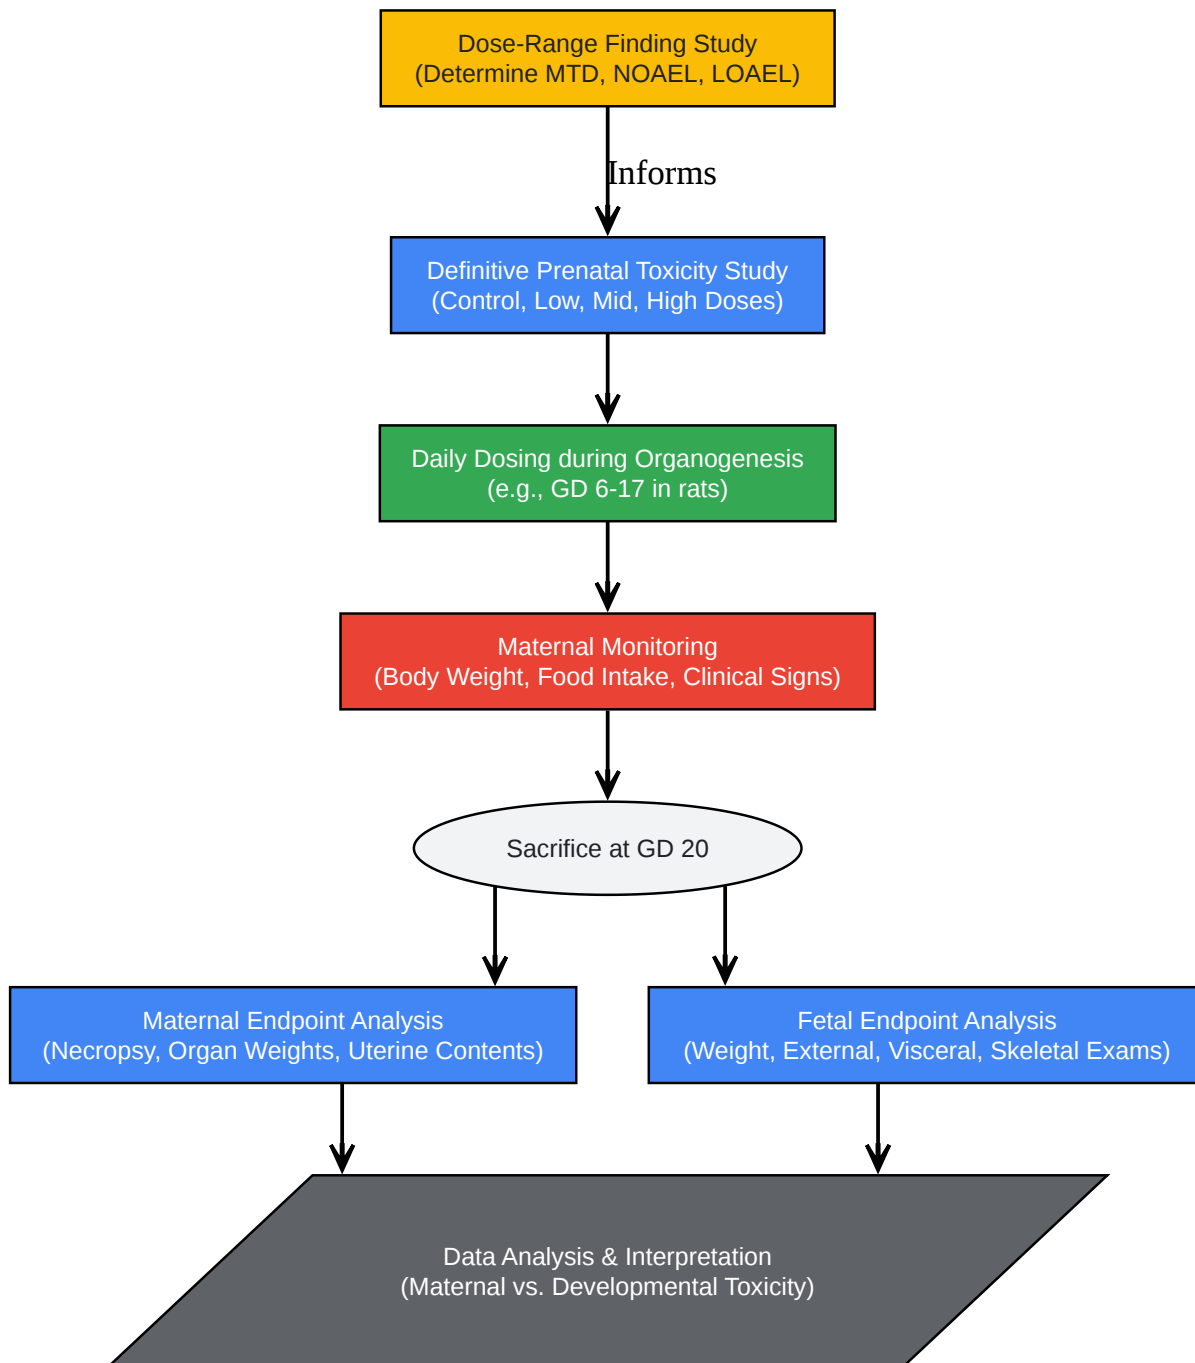 Dose-Range Finding Study
(Determine MTD, NOAEL, LOAEL)
Informs
Definitive Prenatal Toxicity Study
(Control, Low, Mid, High Doses)
Daily Dosing during Organogenesis
(e.g., GD 6-17 in rats)
Maternal Monitoring
(Body Weight, Food Intake, Clinical Signs)
Sacrifice at GD 20
Maternal Endpoint Analysis
(Necropsy, Organ Weights, Uterine Contents)
Fetal Endpoint Analysis
(Weight, External, Visceral, Skeletal Exams)
Data Analysis & Interpretation
(Maternal vs. Developmental Toxicity)